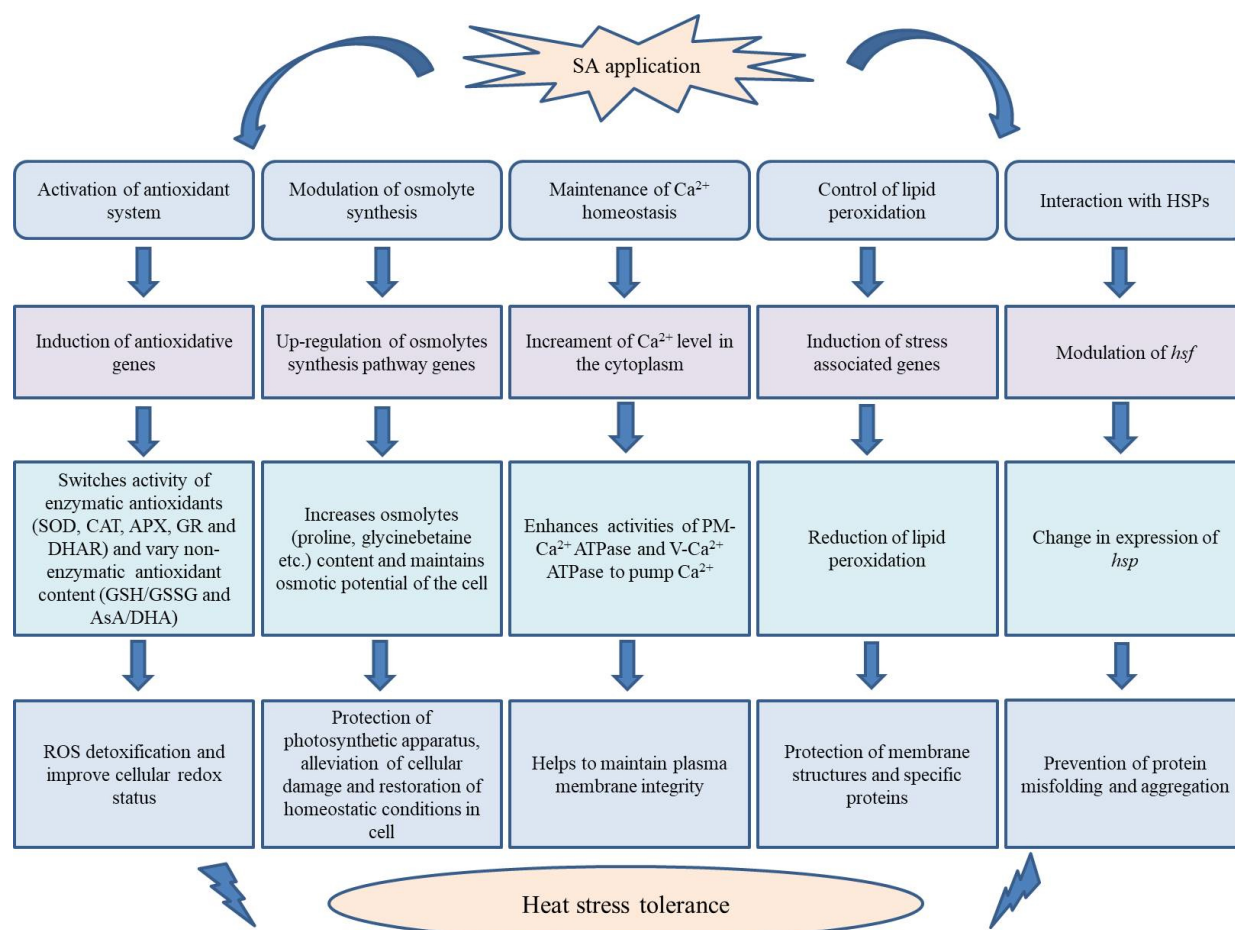 SA application
Activation of antioxidant
system
Modulation of osmolyte
synthesis
Maintenance of Ca²⁺
homeostasis
Control of lipid
peroxidation
Interaction with HSPs
Induction of antioxidative
genes
Up-regulation of osmolytes
synthesis pathway genes
Increament of Ca²⁺ level in
the cytoplasm
Induction of stress
associated genes
Modulation of hsf
Switches activity of
enzymatic antioxidants
(SOD, CAT, APX, GR and
DHAR) and vary non-
enzymatic antioxidant
content (GSH/GSSG and
AsA/DHA)
Increases osmolytes
(proline, glycinebetaine
etc.) content and maintains
osmotic potential of the cell
Enhances activities of PM-
Ca²⁺ ATPase and V-Ca²⁺
ATPase to pump Ca²⁺
Reduction of lipid
peroxidation
Change in expression of
hsp
ROS detoxification and
improve cellular redox
status
Protection of
photosynthetic apparatus,
alleviation of cellular
damage and restoration of
homeostatic conditions in
cell
Helps to maintain plasma
membrane integrity
Protection of membrane
structures and specific
proteins
Prevention of protein
misfolding and aggregation
Heat stress tolerance